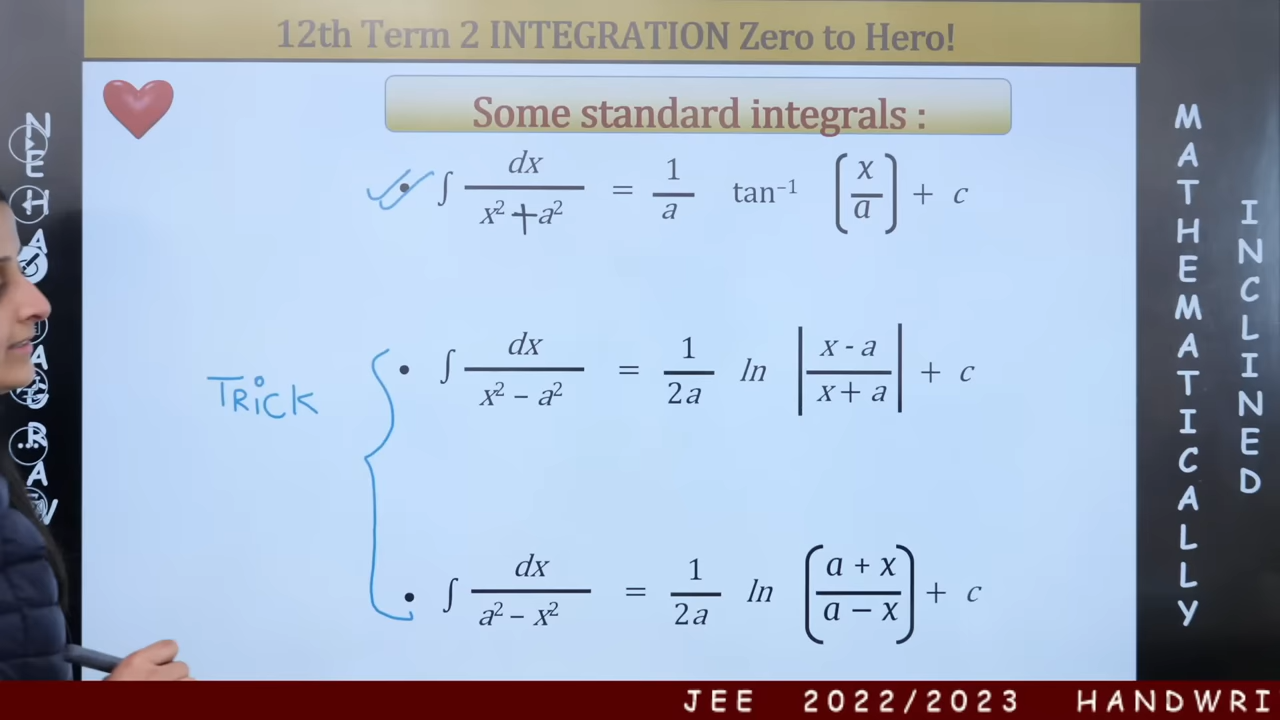 12th Term 2 INTEGRATION Zero to Hero!
Some standard integrals :
• ∫ dx / (x² + a²) = 1/a tan⁻¹ (x/a) + c
TRiCK
• ∫ dx / (x² − a²) = 1/2a ln |x - a / x + a| + c
• ∫ dx / (a² − x²) = 1/2a ln (a + x / a − x) + c
MATHEMATICALLY
INCLINED
JEE 2022/2023 HANDWRI